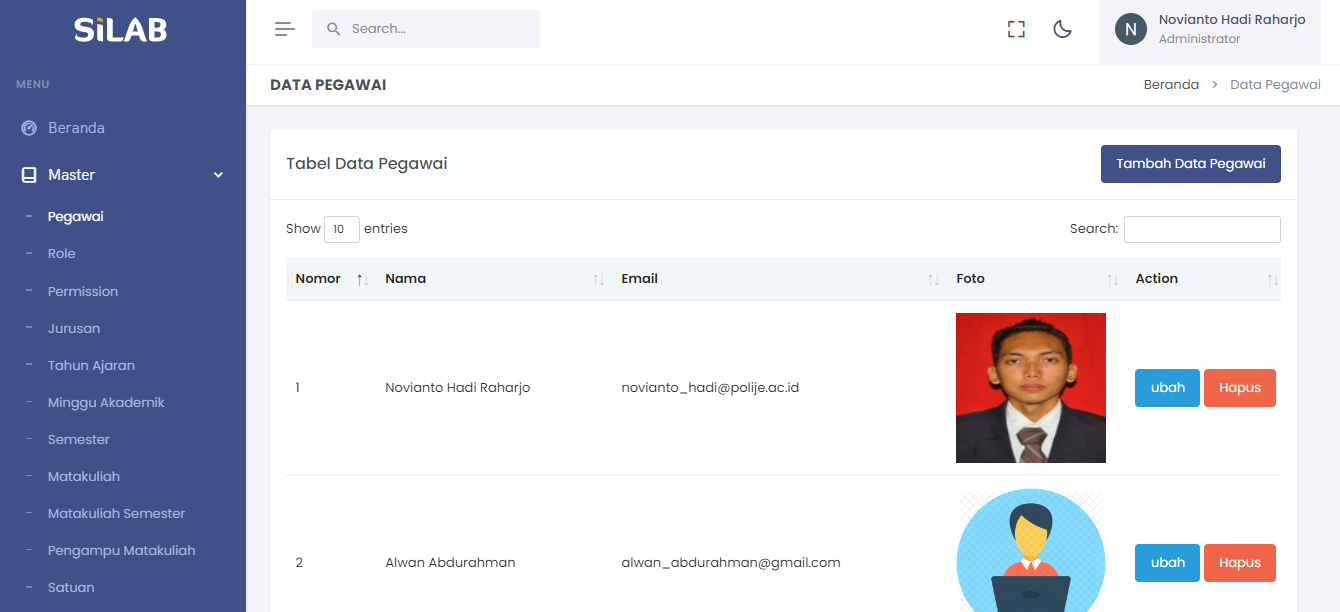 SiLAB
MENU
Beranda
Master
Pegawai
Role
Permission
Jurusan
Tahun Ajaran
Minggu Akademik
Semester
Matakuliah
Matakuliah Semester
Pengampu Matakuliah
Satuan
Search...
N
Novianto Hadi Raharjo
Administrator
DATA PEGAWAI
Beranda > Data Pegawai
Tabel Data Pegawai
Tambah Data Pegawai
Show 10 entries
Search:
Nomor Nama Email Foto Action
1 Novianto Hadi Raharjo novianto_hadi@polije.ac.id ubah Hapus
2 Alwan Abdurahman alwan_abdurahman@gmail.com ubah Hapus